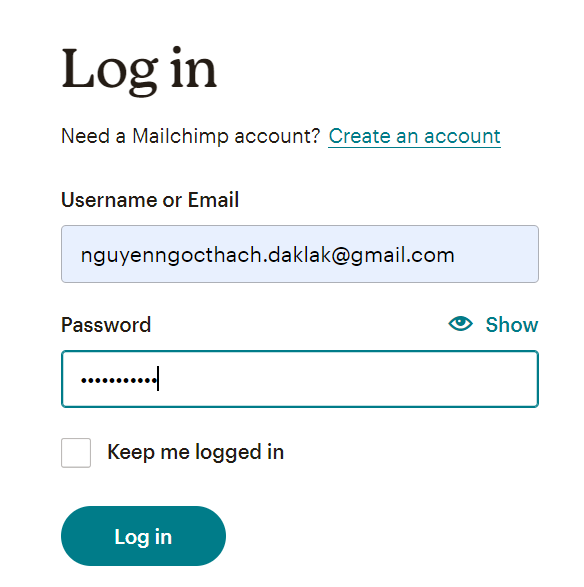 Log in
Need a Mailchimp account? Create an account
Username or Email
nguyenngocthach.daklak@gmail.com
Password Show
•••••••••••
Keep me logged in
Log in